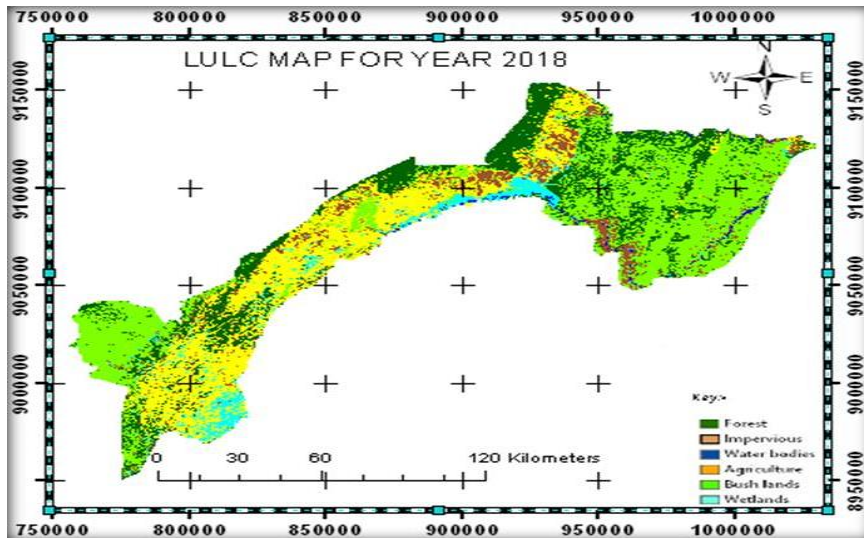 750000 800000 850000 900000 950000 1000000
LULC MAP FOR YEAR 2018
N
W E
S
9150000 9150000
9100000 9100000
9050000 9050000
9000000 9000000
8950000 8950000
Key:-
Forest
Impervious
Water bodies
Agriculture
Bush lands
Wetlands
0 30 60 120 Kilometers
750000 800000 850000 900000 950000 1000000